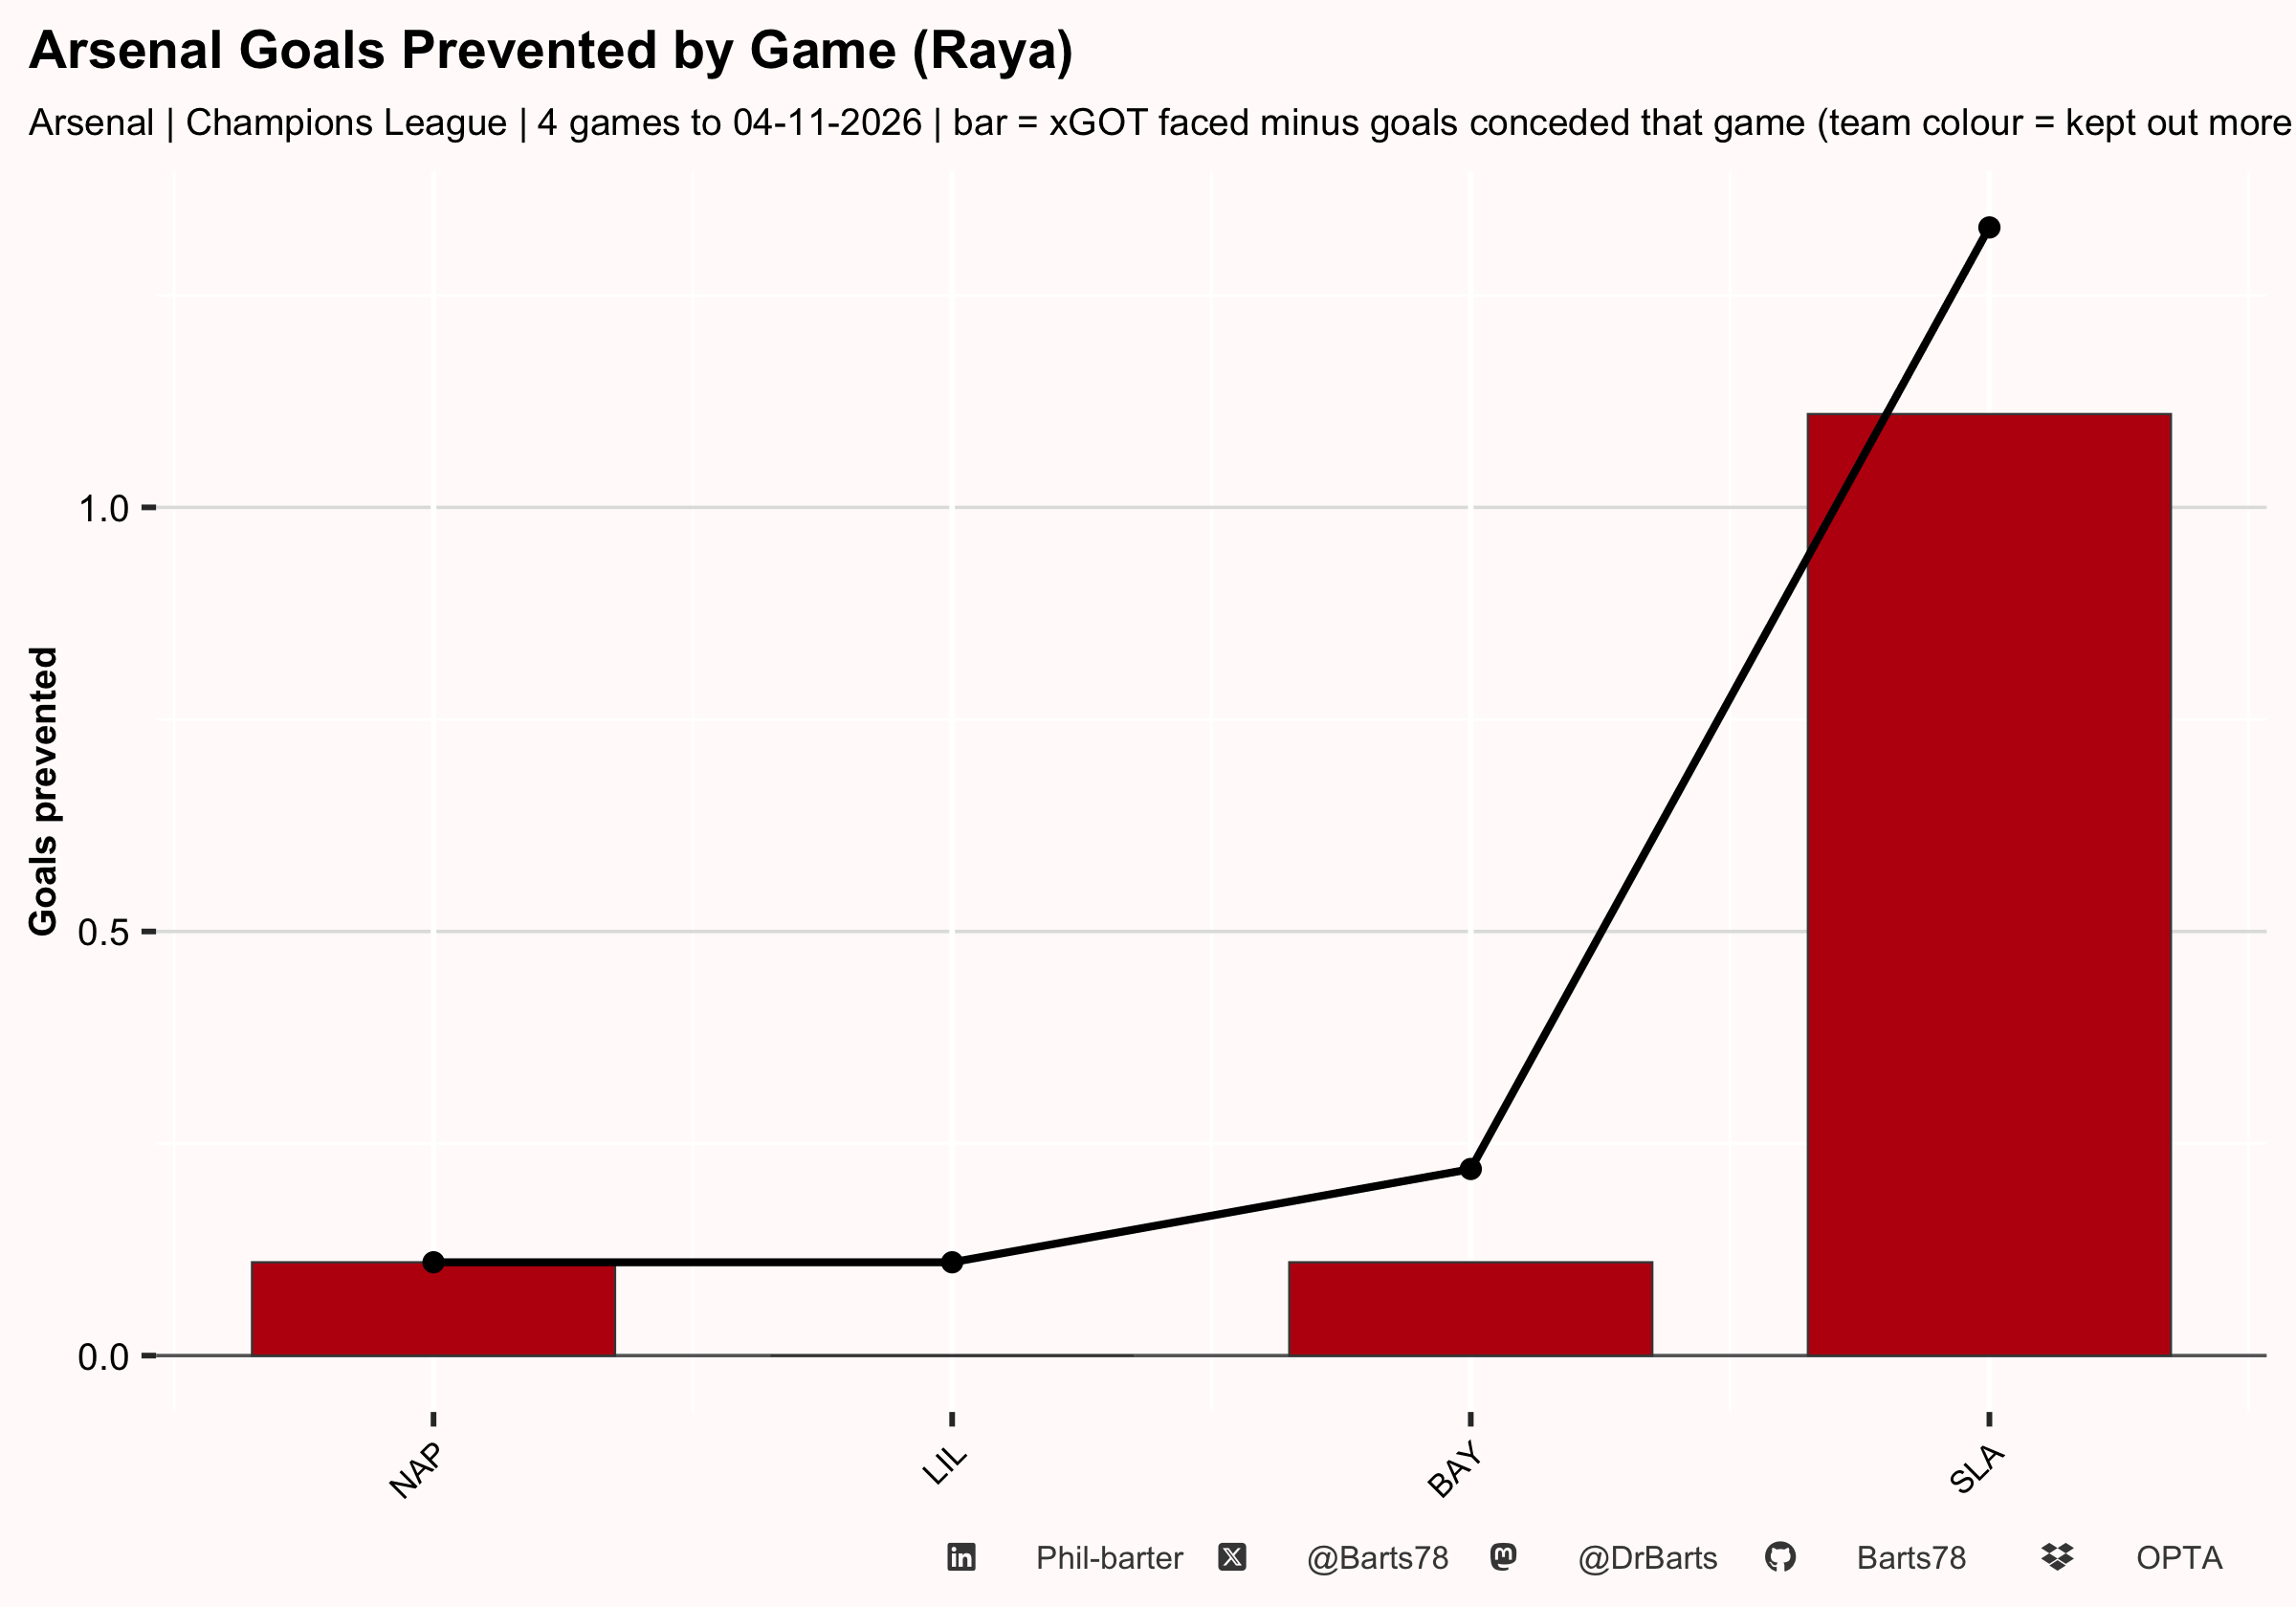 Arsenal Goals Prevented by Game (Raya)
Arsenal | Champions League | 4 games to 04-11-2026 | bar = xGOT faced minus goals conceded that game (team colour = kept out more
Goals prevented
1.0
0.5
0.0
NAP
LIL
BAY
SLA
Phil-barter @Barts78 @DrBarts Barts78 OPTA